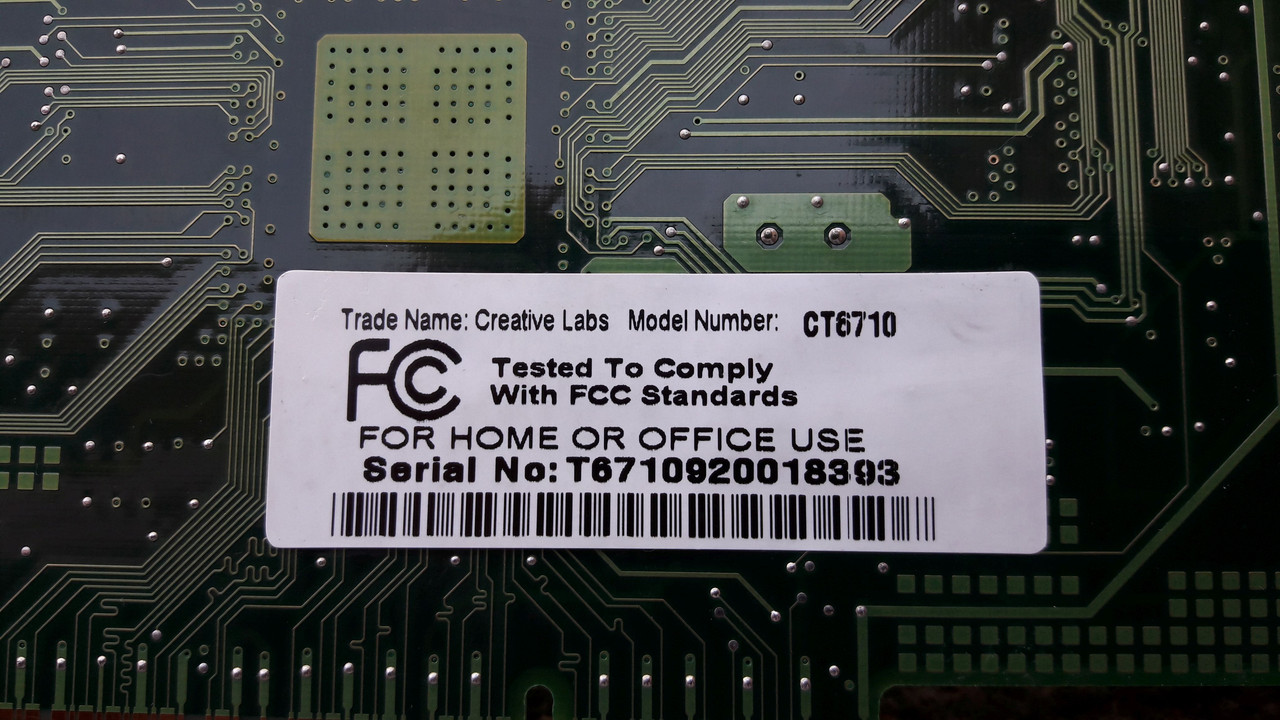 Trade Name: Creative Labs Model Number: CT6710
FCC Tested To Comply
With FCC Standards
FOR HOME OR OFFICE USE
Serial No: T6710920018393